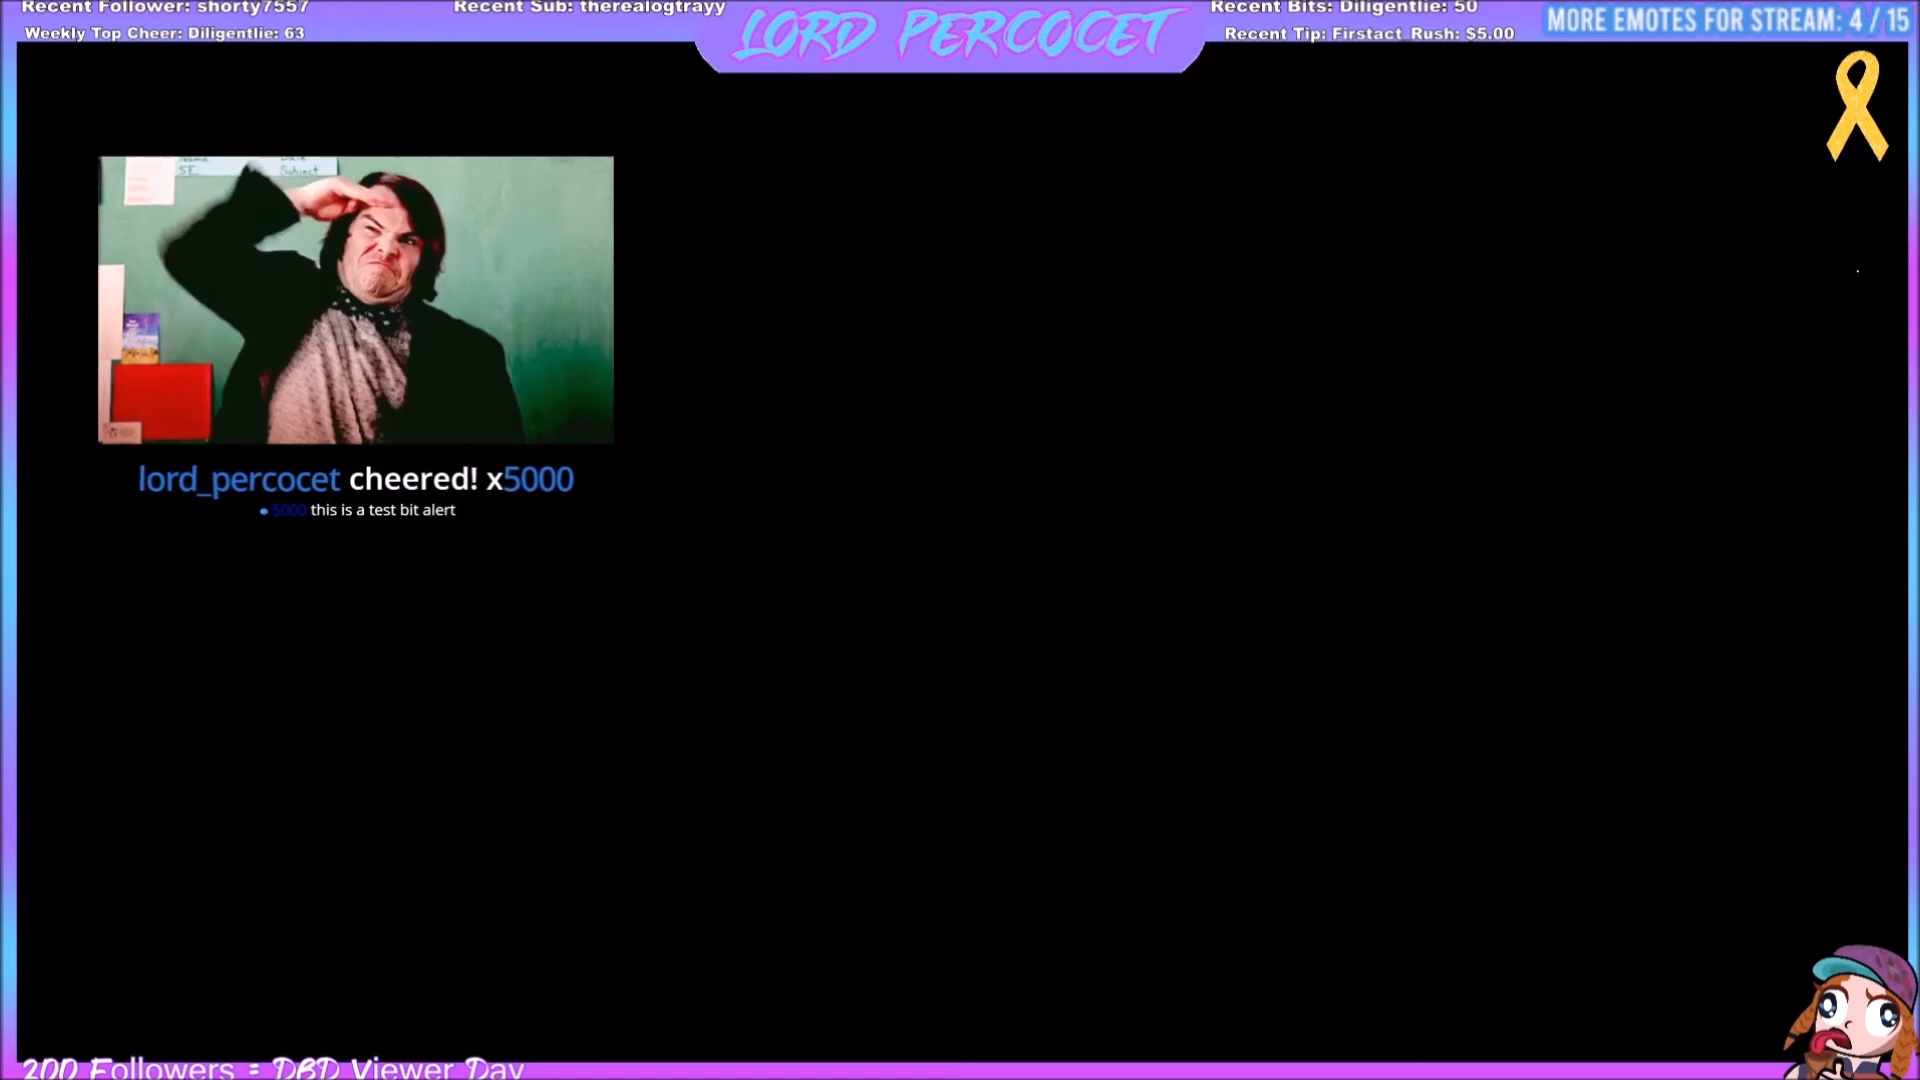 Recent Follower: shorty7557
Recent Sub: therealogtrayy
LORD PERCOCET
Recent Bits: Diligentlie: 50
MORE EMOTES FOR STREAM: 4 / 15
Weekly Top Cheer: Diligentlie: 63
Recent Tip: Firstact_Rush: $5.00
Subject
lord_percocet cheered! x5000
5000 this is a test bit alert
200 Followers = DBD Viewer Day